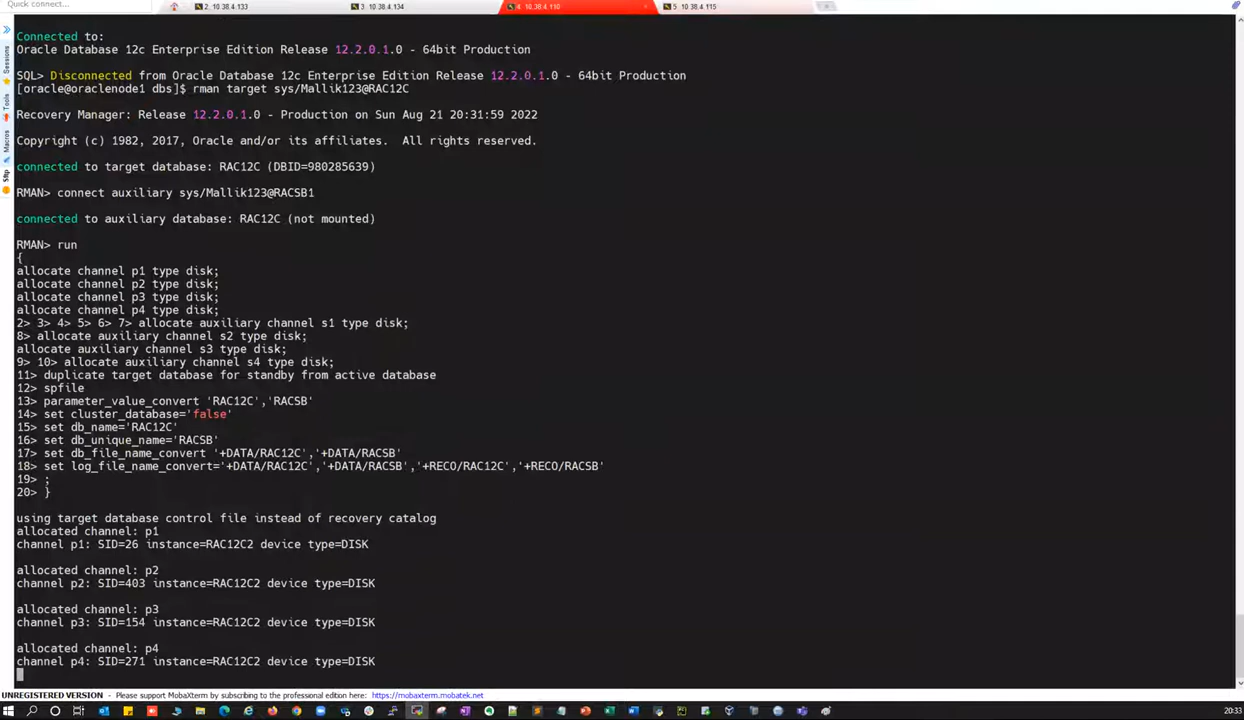 Quick connect...
2. 10.38.4.133
3. 10.38.4.134
4. 10.38.4.110
5. 10.38.4.115
Sessions
Tools
Macros
Sftp
Connected to:
Oracle Database 12c Enterprise Edition Release 12.2.0.1.0 - 64bit Production
SQL> Disconnected from Oracle Database 12c Enterprise Edition Release 12.2.0.1.0 - 64bit Production
[oracle@oraclenode1 dbs]$ rman target sys/Mallik123@RAC12C
Recovery Manager: Release 12.2.0.1.0 - Production on Sun Aug 21 20:31:59 2022
Copyright (c) 1982, 2017, Oracle and/or its affiliates.  All rights reserved.
connected to target database: RAC12C (DBID=980285639)
RMAN> connect auxiliary sys/Mallik123@RACSB1
connected to auxiliary database: RAC12C (not mounted)
RMAN> run
{
allocate channel p1 type disk;
allocate channel p2 type disk;
allocate channel p3 type disk;
allocate channel p4 type disk;
2> 3> 4> 5> 6> 7> allocate auxiliary channel s1 type disk;
8> allocate auxiliary channel s2 type disk;
allocate auxiliary channel s3 type disk;
9> 10> allocate auxiliary channel s4 type disk;
11> duplicate target database for standby from active database
12> spfile
13> parameter_value_convert 'RAC12C','RACSB'
14> set cluster_database='false'
15> set db_name='RAC12C'
16> set db_unique_name='RACSB'
17> set db_file_name_convert '+DATA/RAC12C','+DATA/RACSB'
18> set log_file_name_convert='+DATA/RAC12C','+DATA/RACSB','+RECO/RAC12C','+RECO/RACSB'
19> ;
20> }
using target database control file instead of recovery catalog
allocated channel: p1
channel p1: SID=26 instance=RAC12C2 device type=DISK
allocated channel: p2
channel p2: SID=403 instance=RAC12C2 device type=DISK
allocated channel: p3
channel p3: SID=154 instance=RAC12C2 device type=DISK
allocated channel: p4
channel p4: SID=271 instance=RAC12C2 device type=DISK
UNREGISTERED VERSION - Please support MobaXterm by subscribing to the professional edition here: https://mobaxterm.mobatek.net
20:33